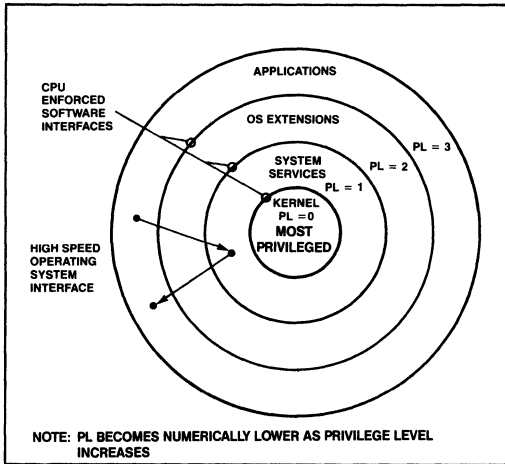 APPLICATIONS
CPU
ENFORCED
SOFTWARE
INTERFACES
OS EXTENSIONS
PL = 3
PL = 2
SYSTEM
SERVICES
PL = 1
KERNEL
PL = 0
MOST
PRIVILEGED
HIGH SPEED
OPERATING
SYSTEM
INTERFACE
NOTE: PL BECOMES NUMERICALLY LOWER AS PRIVILEGE LEVEL
INCREASES